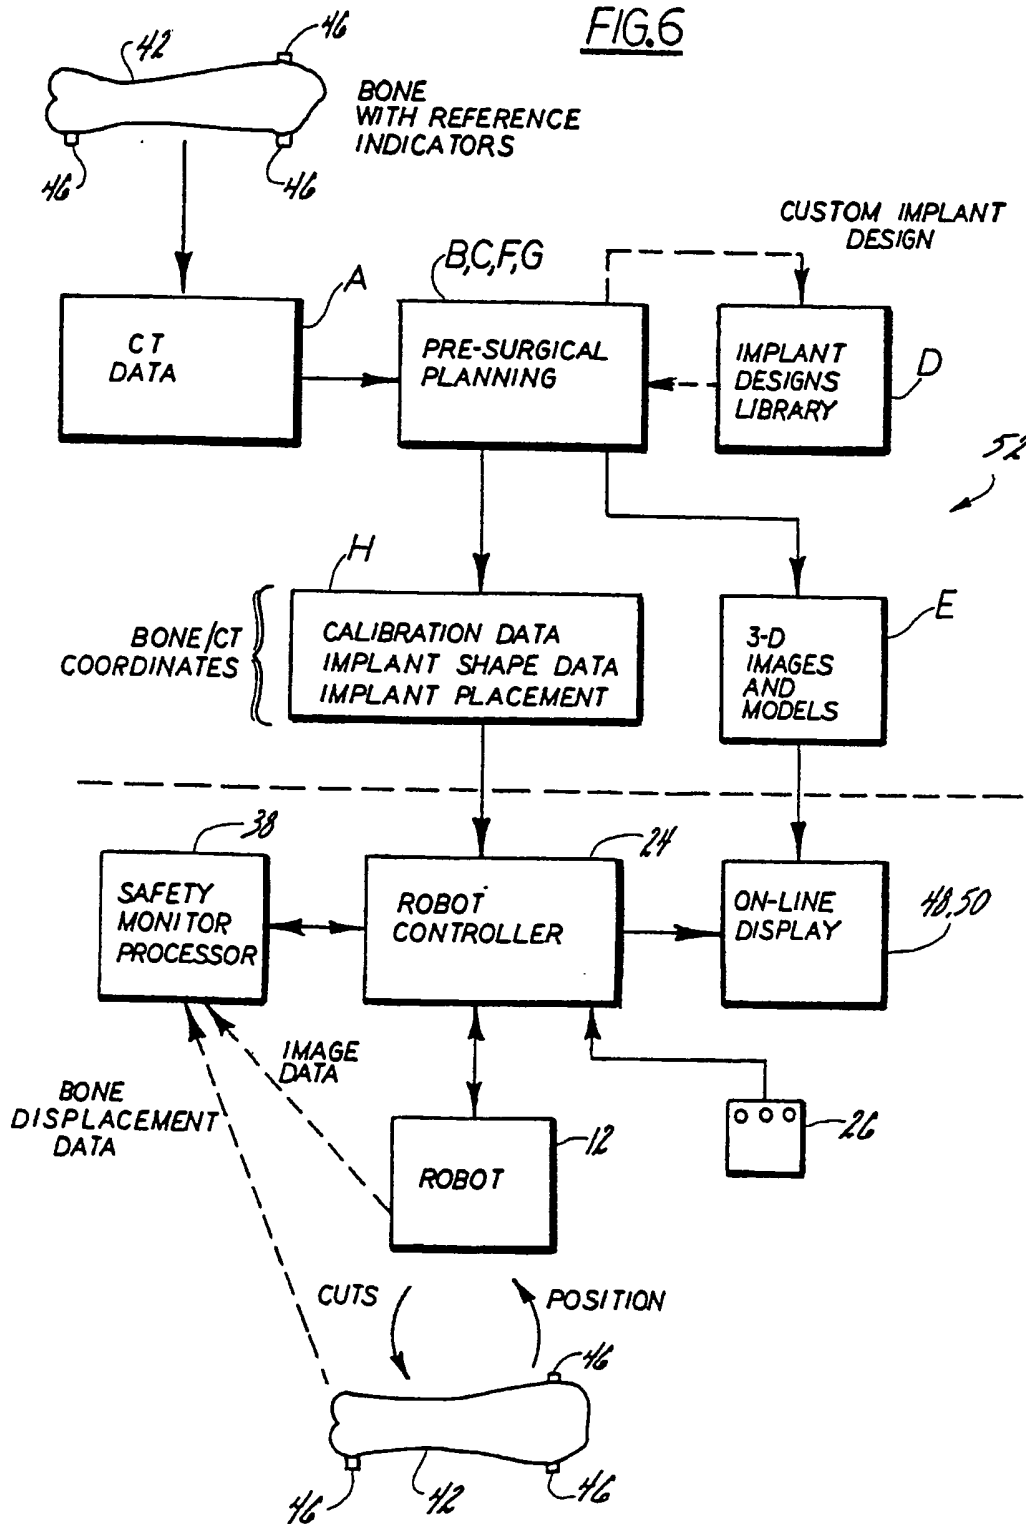 FIG.6
46
42
BONE
WITH REFERENCE
INDICATORS
46
46
CUSTOM IMPLANT
DESIGN
B,C,F,G
A
CT
DATA
PRE-SURGICAL
PLANNING
IMPLANT
DESIGNS
LIBRARY
D
52
H
BONE/CT
COORDINATES
CALIBRATION DATA
IMPLANT SHAPE DATA
IMPLANT PLACEMENT
E
3-D
IMAGES
AND
MODELS
38
24
SAFETY
MONITOR
PROCESSOR
ROBOT
CONTROLLER
ON-LINE
DISPLAY
48,50
IMAGE
DATA
BONE
DISPLACEMENT
DATA
12
ROBOT
26
CUTS
POSITION
46
46
42
46